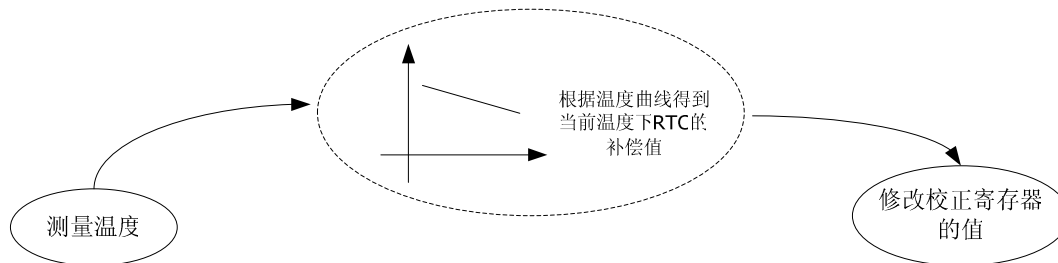 测量温度
根据温度曲线得到
当前温度下RTC的
补偿值
修改校正寄存器
的值